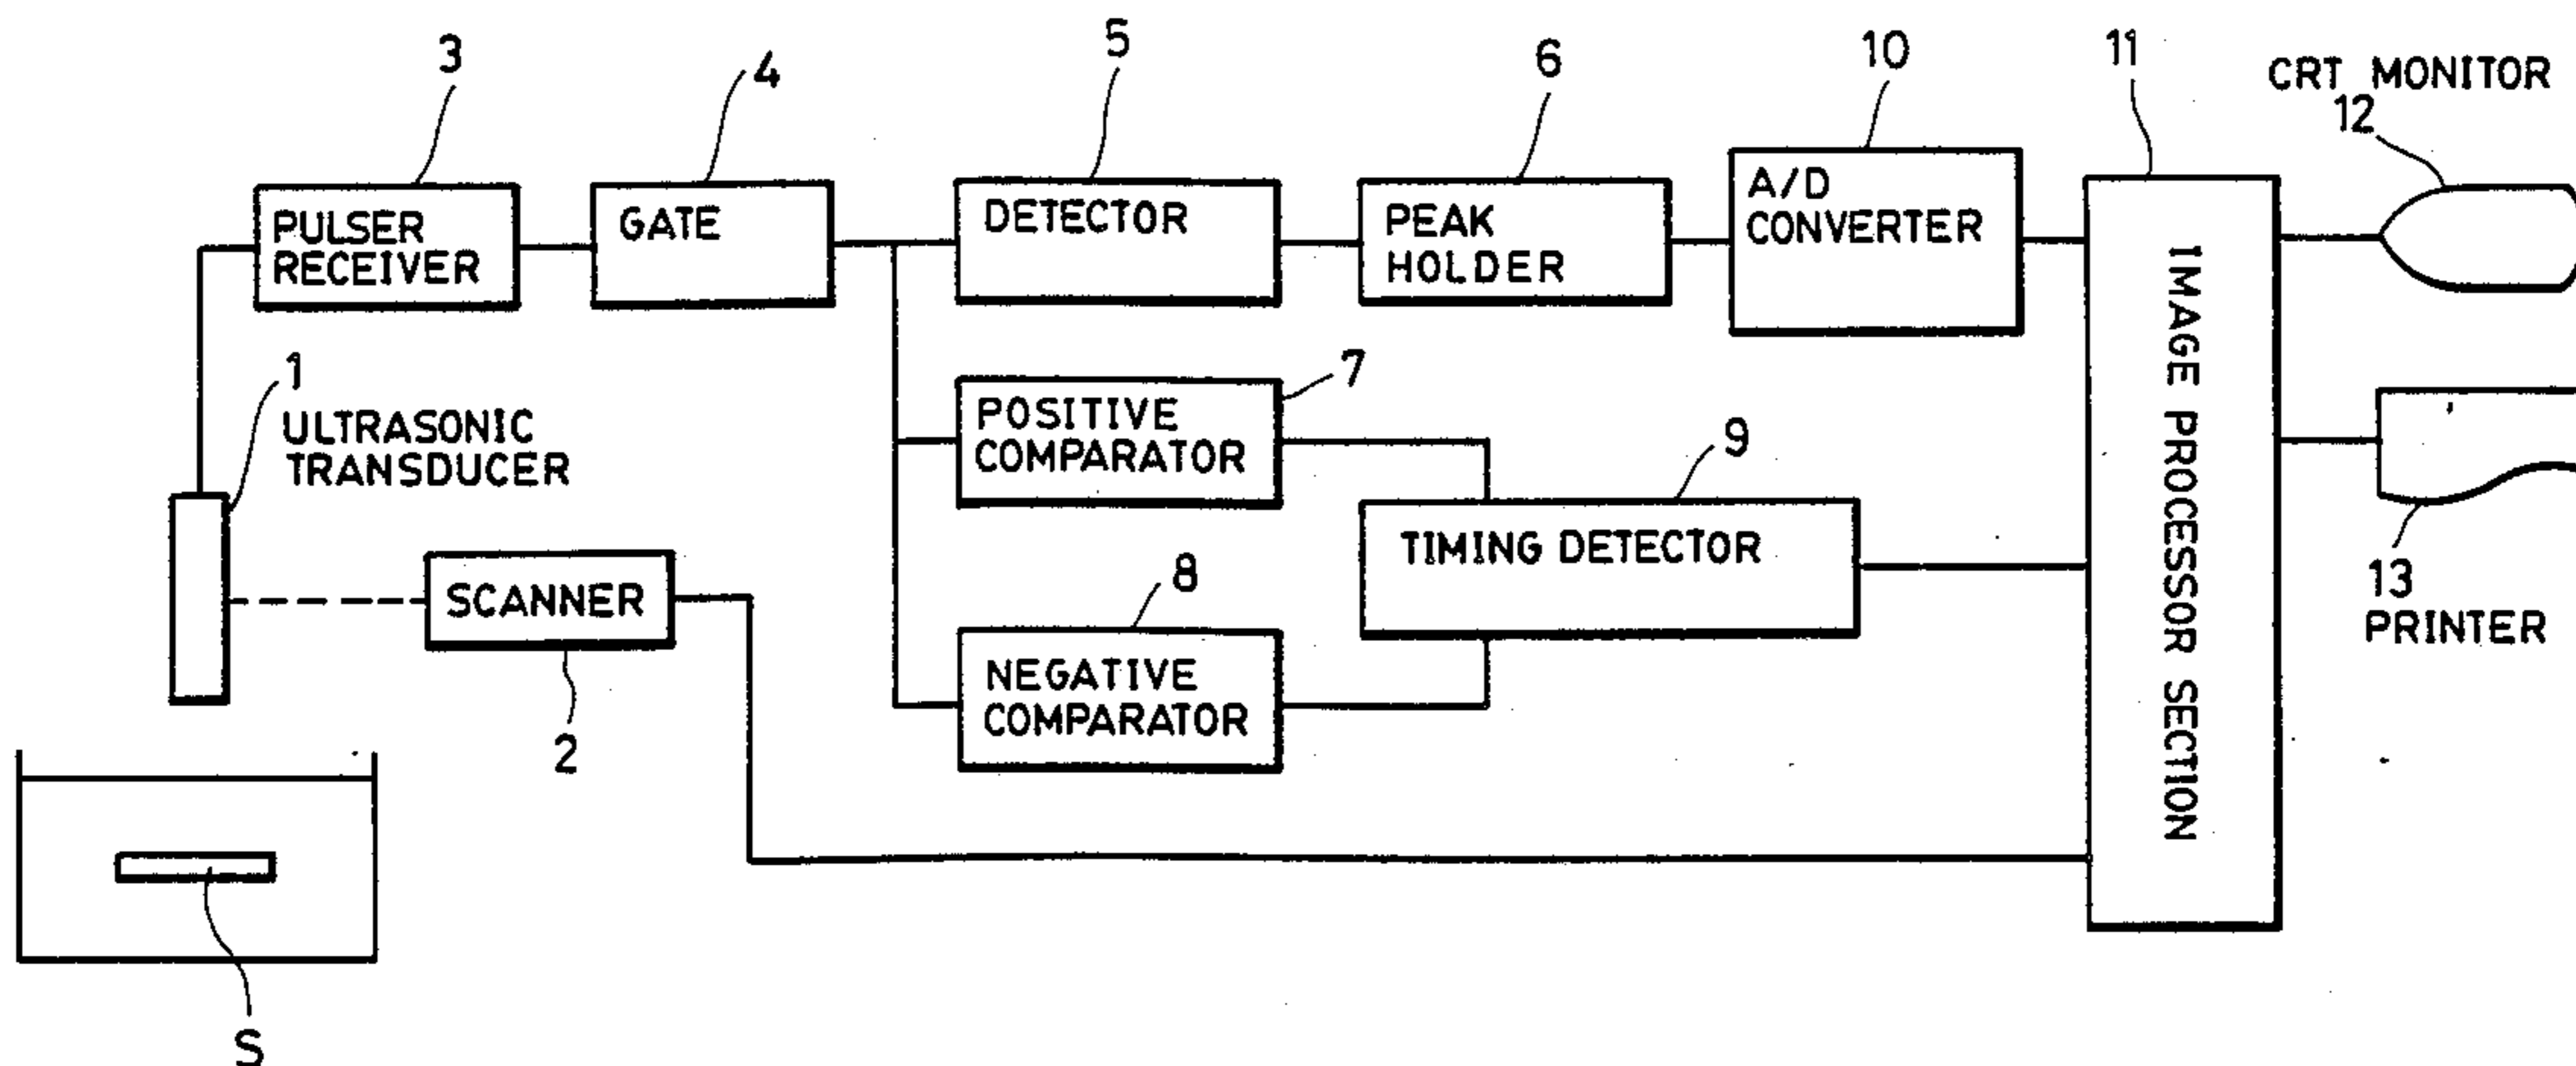 3
4
5
6
10
11
CRT MONITOR
12
PULSER
RECEIVER
GATE
DETECTOR
PEAK
HOLDER
A/D
CONVERTER
IMAGE PROCESSOR SECTION
1
ULTRASONIC
TRANSDUCER
7
POSITIVE
COMPARATOR
9
TIMING DETECTOR
13
PRINTER
SCANNER
2
8
NEGATIVE
COMPARATOR
S